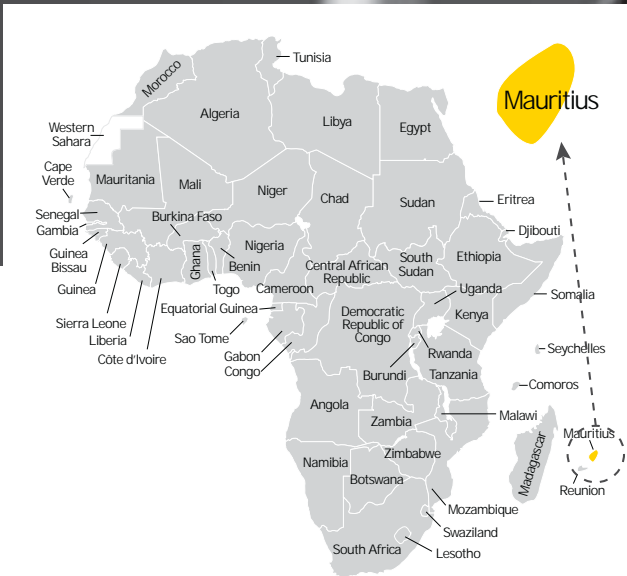 Tunisia
Morocco
Algeria
Libya
Egypt
Mauritius
Western
Sahara
Cape
Verde
Mauritania
Mali
Niger
Chad
Sudan
Eritrea
Senegal
Gambia
Burkina Faso
Djibouti
Guinea
Bissau
Guinea
Ghana
Nigeria
Benin
Togo
Cameroon
Central African
Republic
South
Sudan
Ethiopia
Uganda
Somalia
Kenya
Equatorial Guinea
Sierra Leone
Liberia
Côte d'Ivoire
Sao Tome
Gabon
Congo
Democratic
Republic of
Congo
Rwanda
Burundi
Tanzania
Seychelles
Comoros
Angola
Zambia
Malawi
Mauritius
Madagascar
Reunion
Namibia
Zimbabwe
Botswana
Mozambique
Swaziland
South Africa
Lesotho